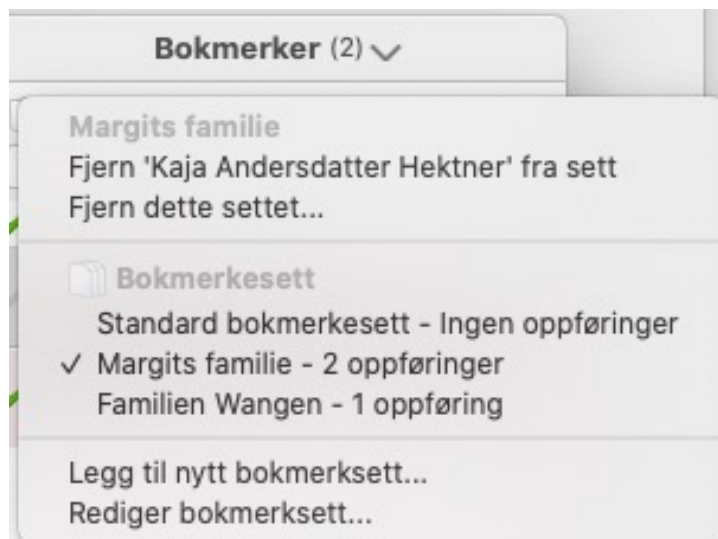 Bokmerker (2)
Margits familie
Fjern 'Kaja Andersdatter Hektner' fra sett
Fjern dette settet...
Bokmerkesett
Standard bokmerkesett - Ingen oppføringer
✓ Margits familie - 2 oppføringer
Familien Wangen - 1 oppføring
Legg til nytt bokmerksett...
Rediger bokmerksett...